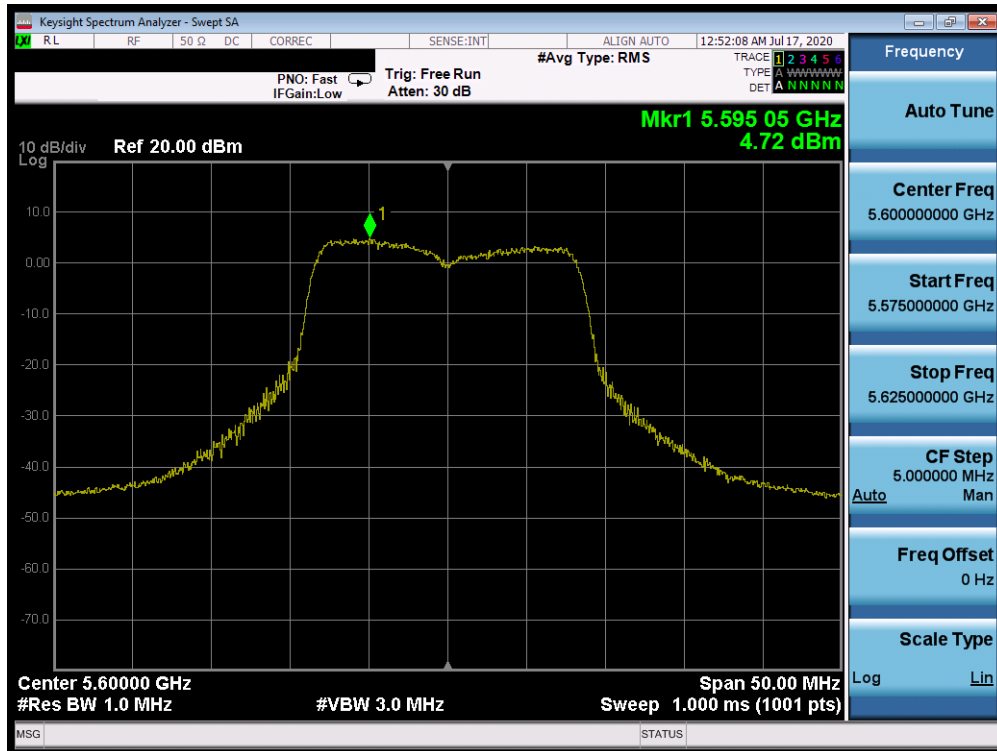 Keysight Spectrum Analyzer - Swept SA
LXI RL RF 50 Ω DC CORREC SENSE:INT ALIGN AUTO 12:52:08 AM Jul 17, 2020
#Avg Type: RMS TRACE 1 2 3 4 5 6
PNO: Fast Trig: Free Run TYPE A WWWWW
IFGain:Low Atten: 30 dB DET A N N N N N
Mkr1 5.595 05 GHz
4.72 dBm
10 dB/div Ref 20.00 dBm
Log
1
10.0
0.00
-10.0
-20.0
-30.0
-40.0
-50.0
-60.0
-70.0
Center 5.60000 GHz Span 50.00 MHz
#Res BW 1.0 MHz #VBW 3.0 MHz Sweep 1.000 ms (1001 pts)
MSG STATUS
Frequency
Auto Tune
Center Freq
5.600000000 GHz
Start Freq
5.575000000 GHz
Stop Freq
5.625000000 GHz
CF Step
5.000000 MHz
Auto Man
Freq Offset
0 Hz
Scale Type
Log Lin